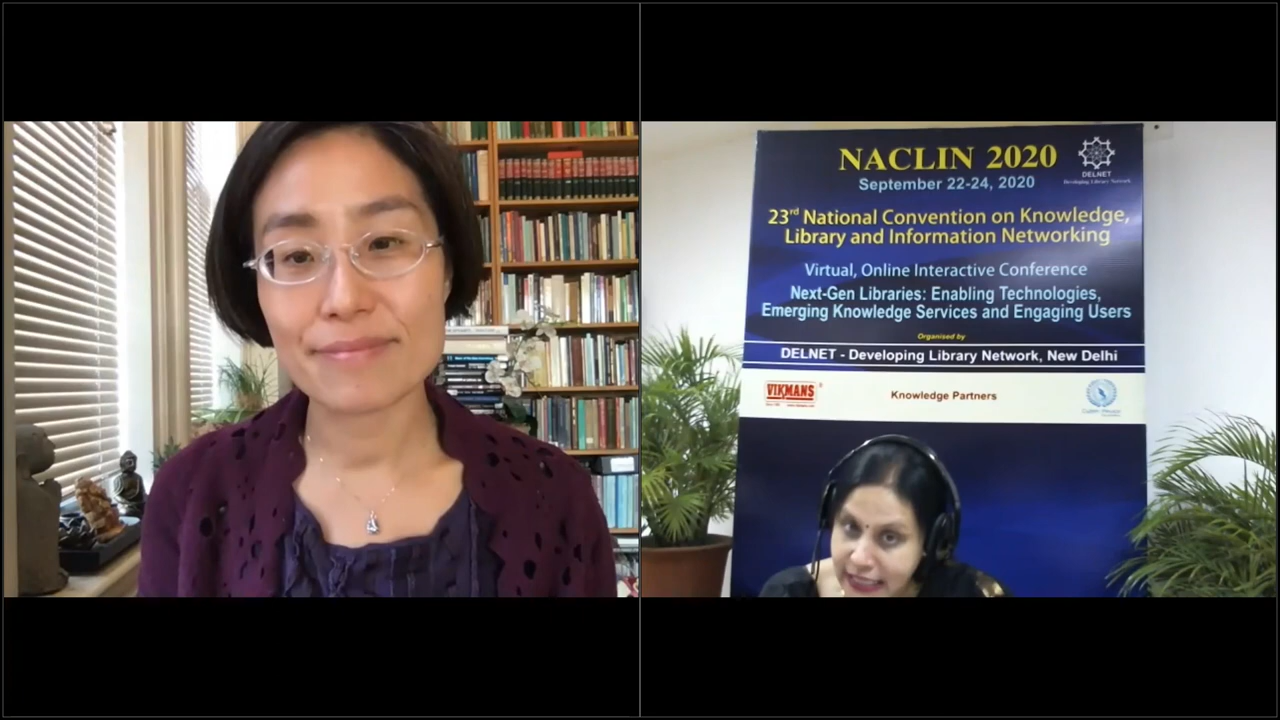 NACLIN 2020
September 22-24, 2020
DELNET
Developing Library Network
23rd National Convention on Knowledge,
Library and Information Networking
Virtual, Online Interactive Conference
Next-Gen Libraries: Enabling Technologies,
Emerging Knowledge Services and Engaging Users
Organised by
DELNET - Developing Library Network, New Delhi
VIKMANS
Knowledge Partners